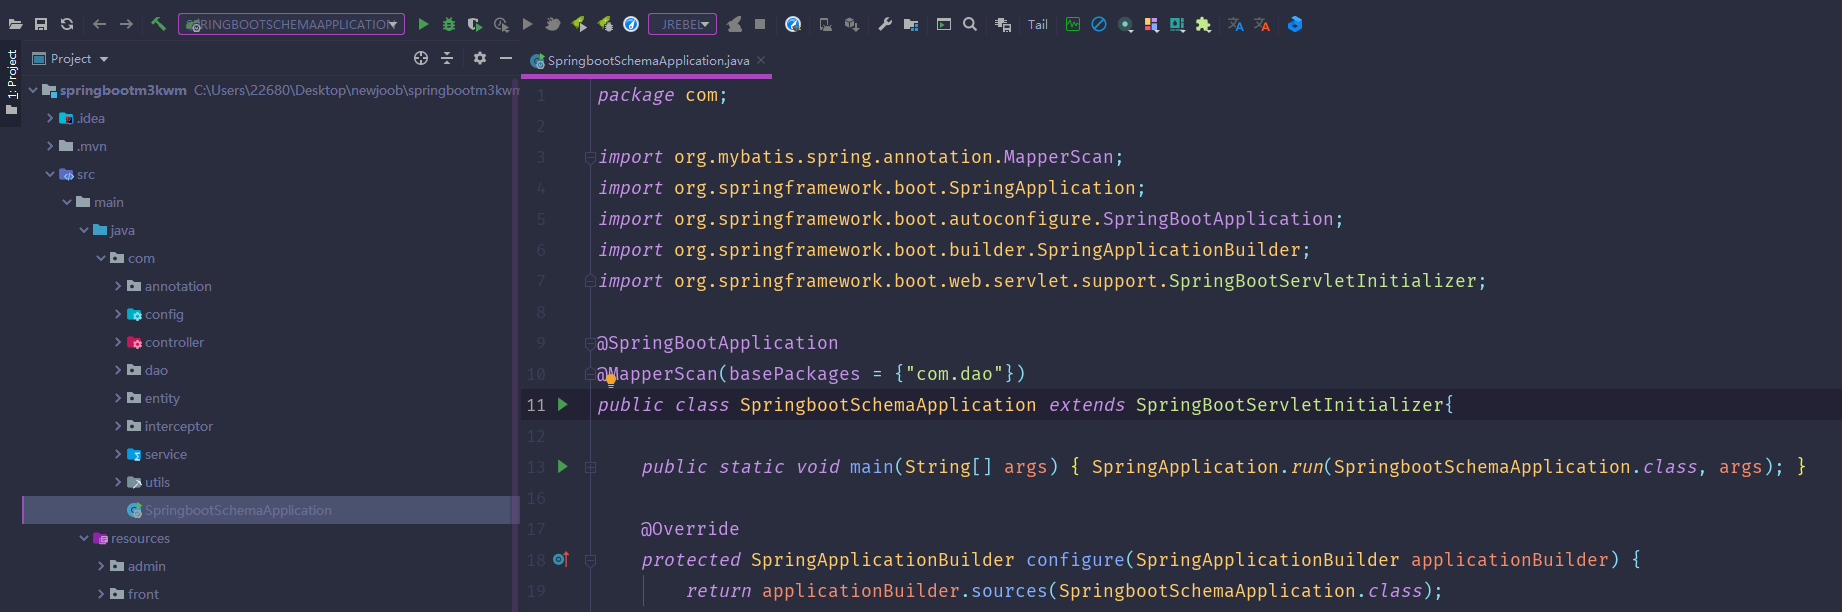 SPRINGBOOTSCHEMAAPPLICATION
JREBEL
Tail
1: Project
Project
SpringbootSchemaApplication.java
springbootm3kwm C:\Users\22680\Desktop\newjoob\springbootm3kwm
.idea
.mvn
src
main
java
com
annotation
config
controller
dao
entity
interceptor
service
utils
SpringbootSchemaApplication
resources
admin
front
1 package com;
2
3 import org.mybatis.spring.annotation.MapperScan;
4 import org.springframework.boot.SpringApplication;
5 import org.springframework.boot.autoconfigure.SpringBootApplication;
6 import org.springframework.boot.builder.SpringApplicationBuilder;
7 import org.springframework.boot.web.servlet.support.SpringBootServletInitializer;
8
9 @SpringBootApplication
10 @MapperScan(basePackages = {"com.dao"})
11 public class SpringbootSchemaApplication extends SpringBootServletInitializer{
12
13 public static void main(String[] args) { SpringApplication.run(SpringbootSchemaApplication.class, args); }
16
17 @Override
18 protected SpringApplicationBuilder configure(SpringApplicationBuilder applicationBuilder) {
19 return applicationBuilder.sources(SpringbootSchemaApplication.class);